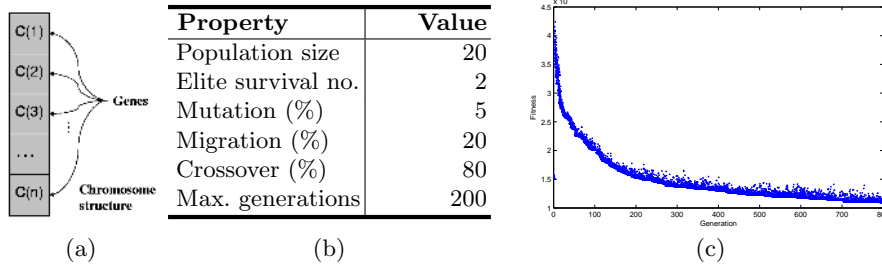 C(1)
C(2)
C(3)
...
C(n)
Genes
Chromosome
structure
(a)
Property Value
Population size 20
Elite survival no. 2
Mutation (%) 5
Migration (%) 20
Crossover (%) 80
Max. generations 200
(b)
4.5
4
3.5
3
2.5
2
1.5
1
Fitness
0 100 200 300 400 500 600 700
Generation
(c)